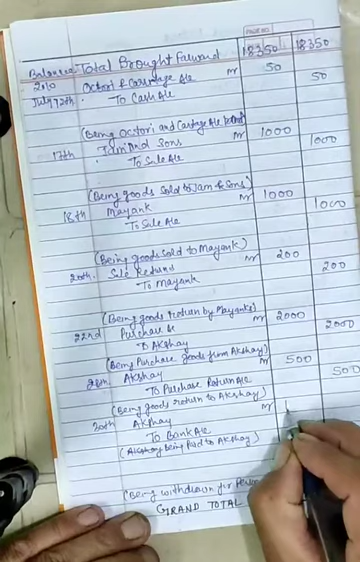 PAGE NO.
Balance Total Brought Forward 18350 18350
2010 Octori & Cartage A/c Dr 50
July 12th. To Cash A/c 50
(Being Octori and Cartage A/c
17th Jam and Sons Dr 1000
To Sale A/c 1000
(Being goods sold to Jam & Sons)
18th Mayank Dr 1000
To Sale A/c 1000
(Being goods sold to Mayank)
20th. Sale Return Dr 200
To Mayank 200
(Being goods return by Mayank)
22nd Purchase Dr 2000
To Akshay 2000
(Being Purchase goods from Akshay)
28th Akshay Dr 500
To Purchase Return A/c 500
(Being goods return to Akshay)
30th Akshay Dr
To Bank A/c
(Akshay being Paid to Akshay)
(Being withdrawn for
GRAND TOTAL